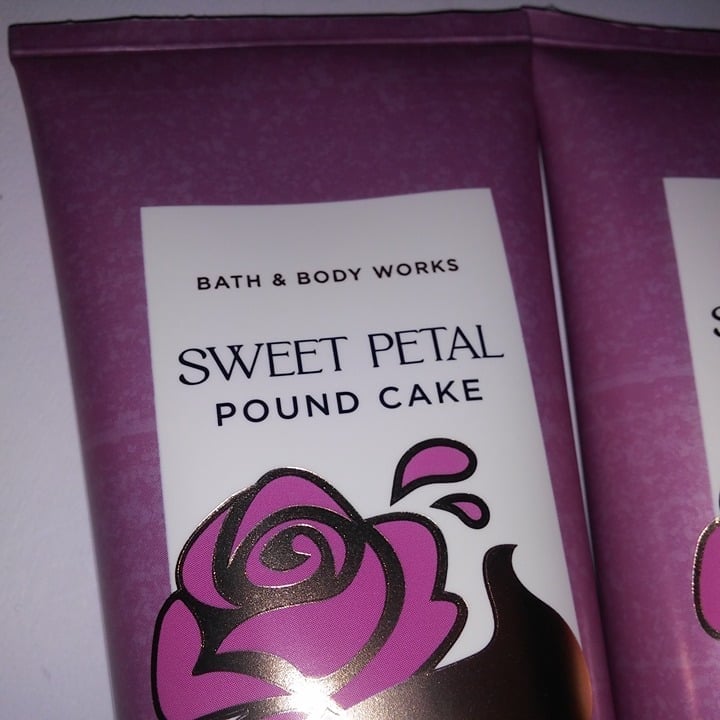 BATH & BODY WORKS
SWEET PETAL
POUND CAKE